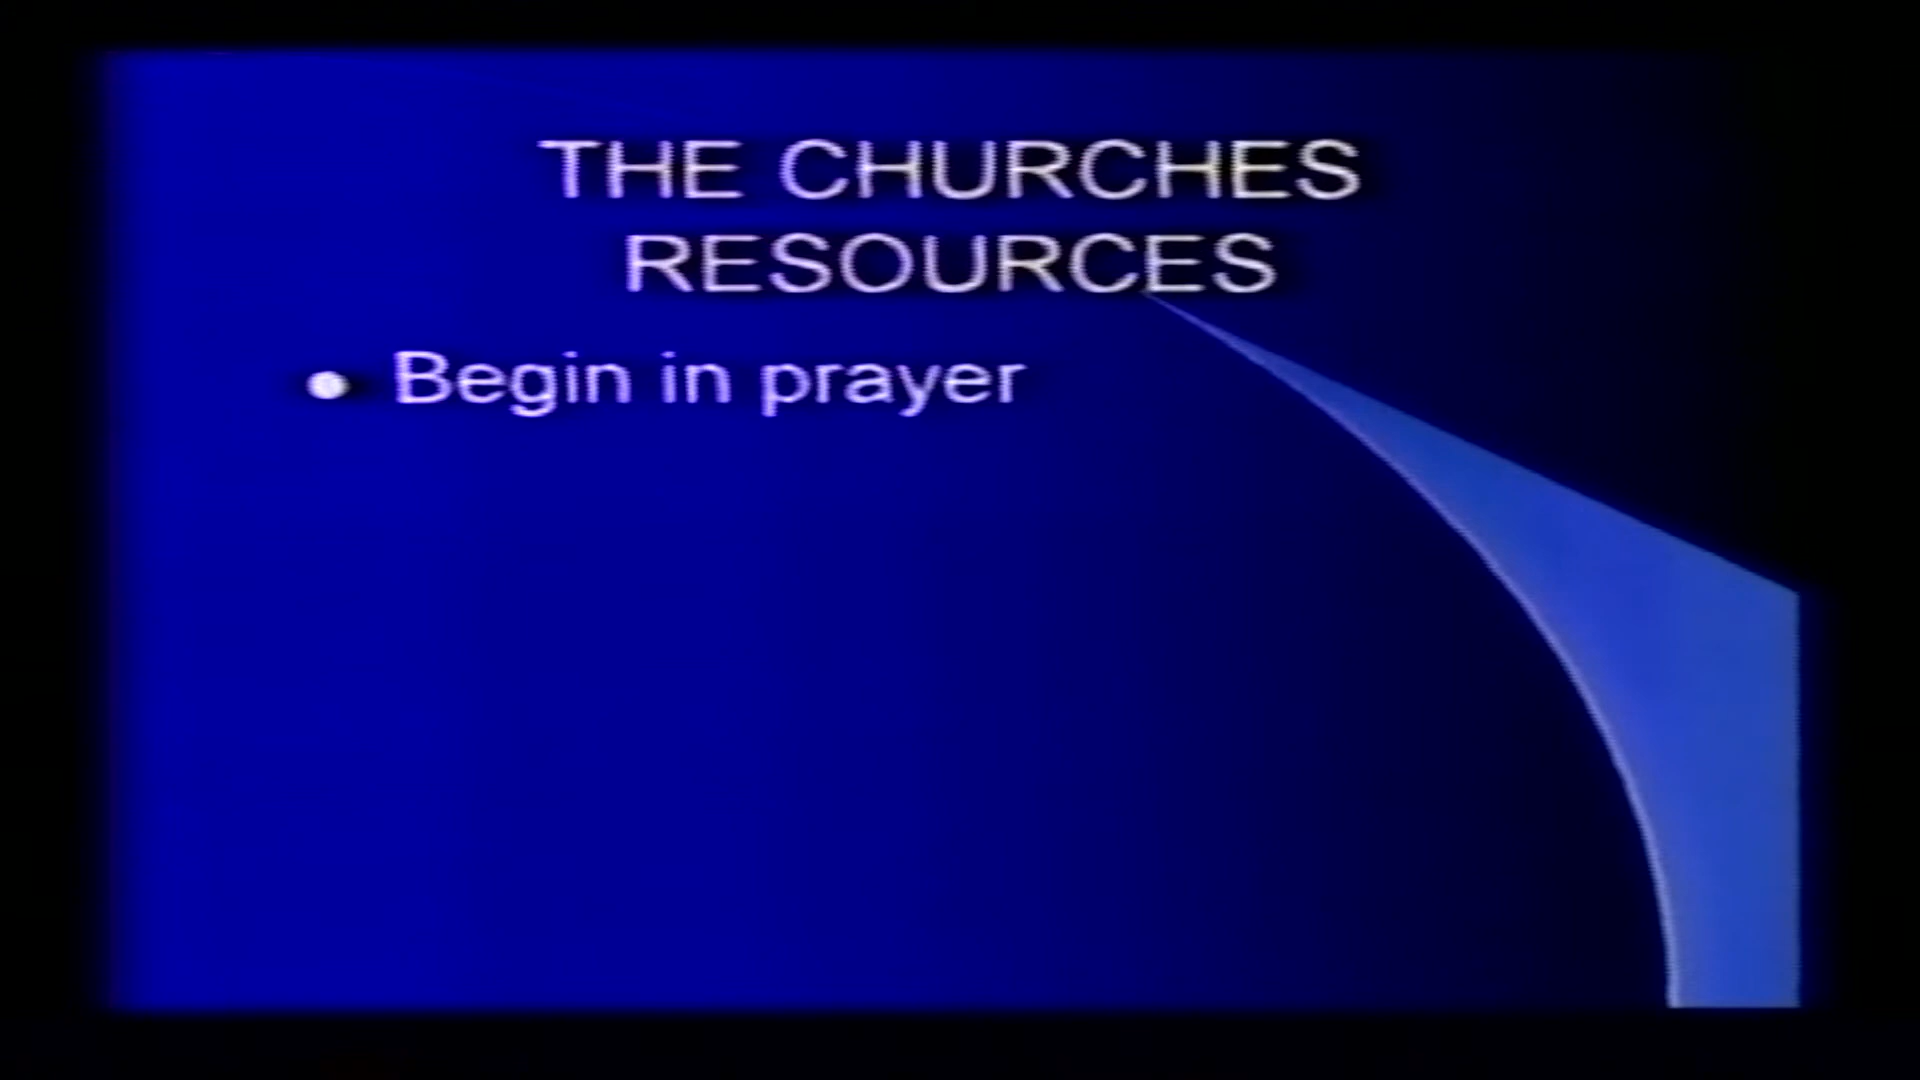 THE CHURCHES
RESOURCES
• Begin in prayer